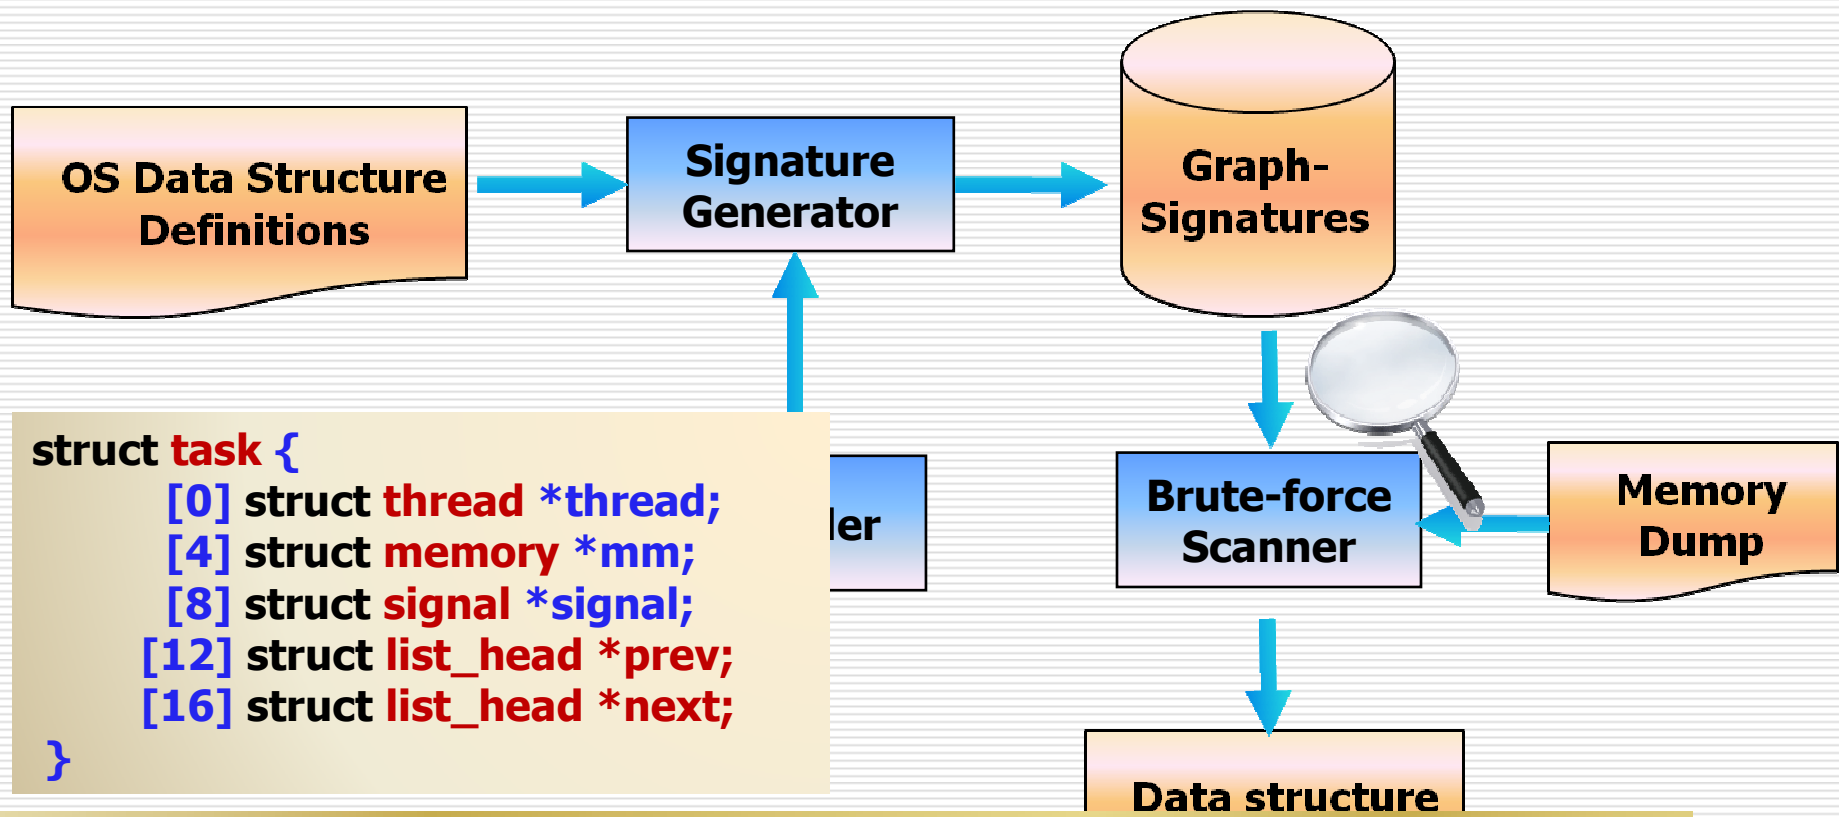 OS Data Structure
Definitions
Signature
Generator
Graph-
Signatures
struct task {
[0] struct thread *thread;
[4] struct memory *mm;
[8] struct signal *signal;
[12] struct list_head *prev;
[16] struct list_head *next;
}
ler
Brute-force
Scanner
Memory
Dump
Data structure